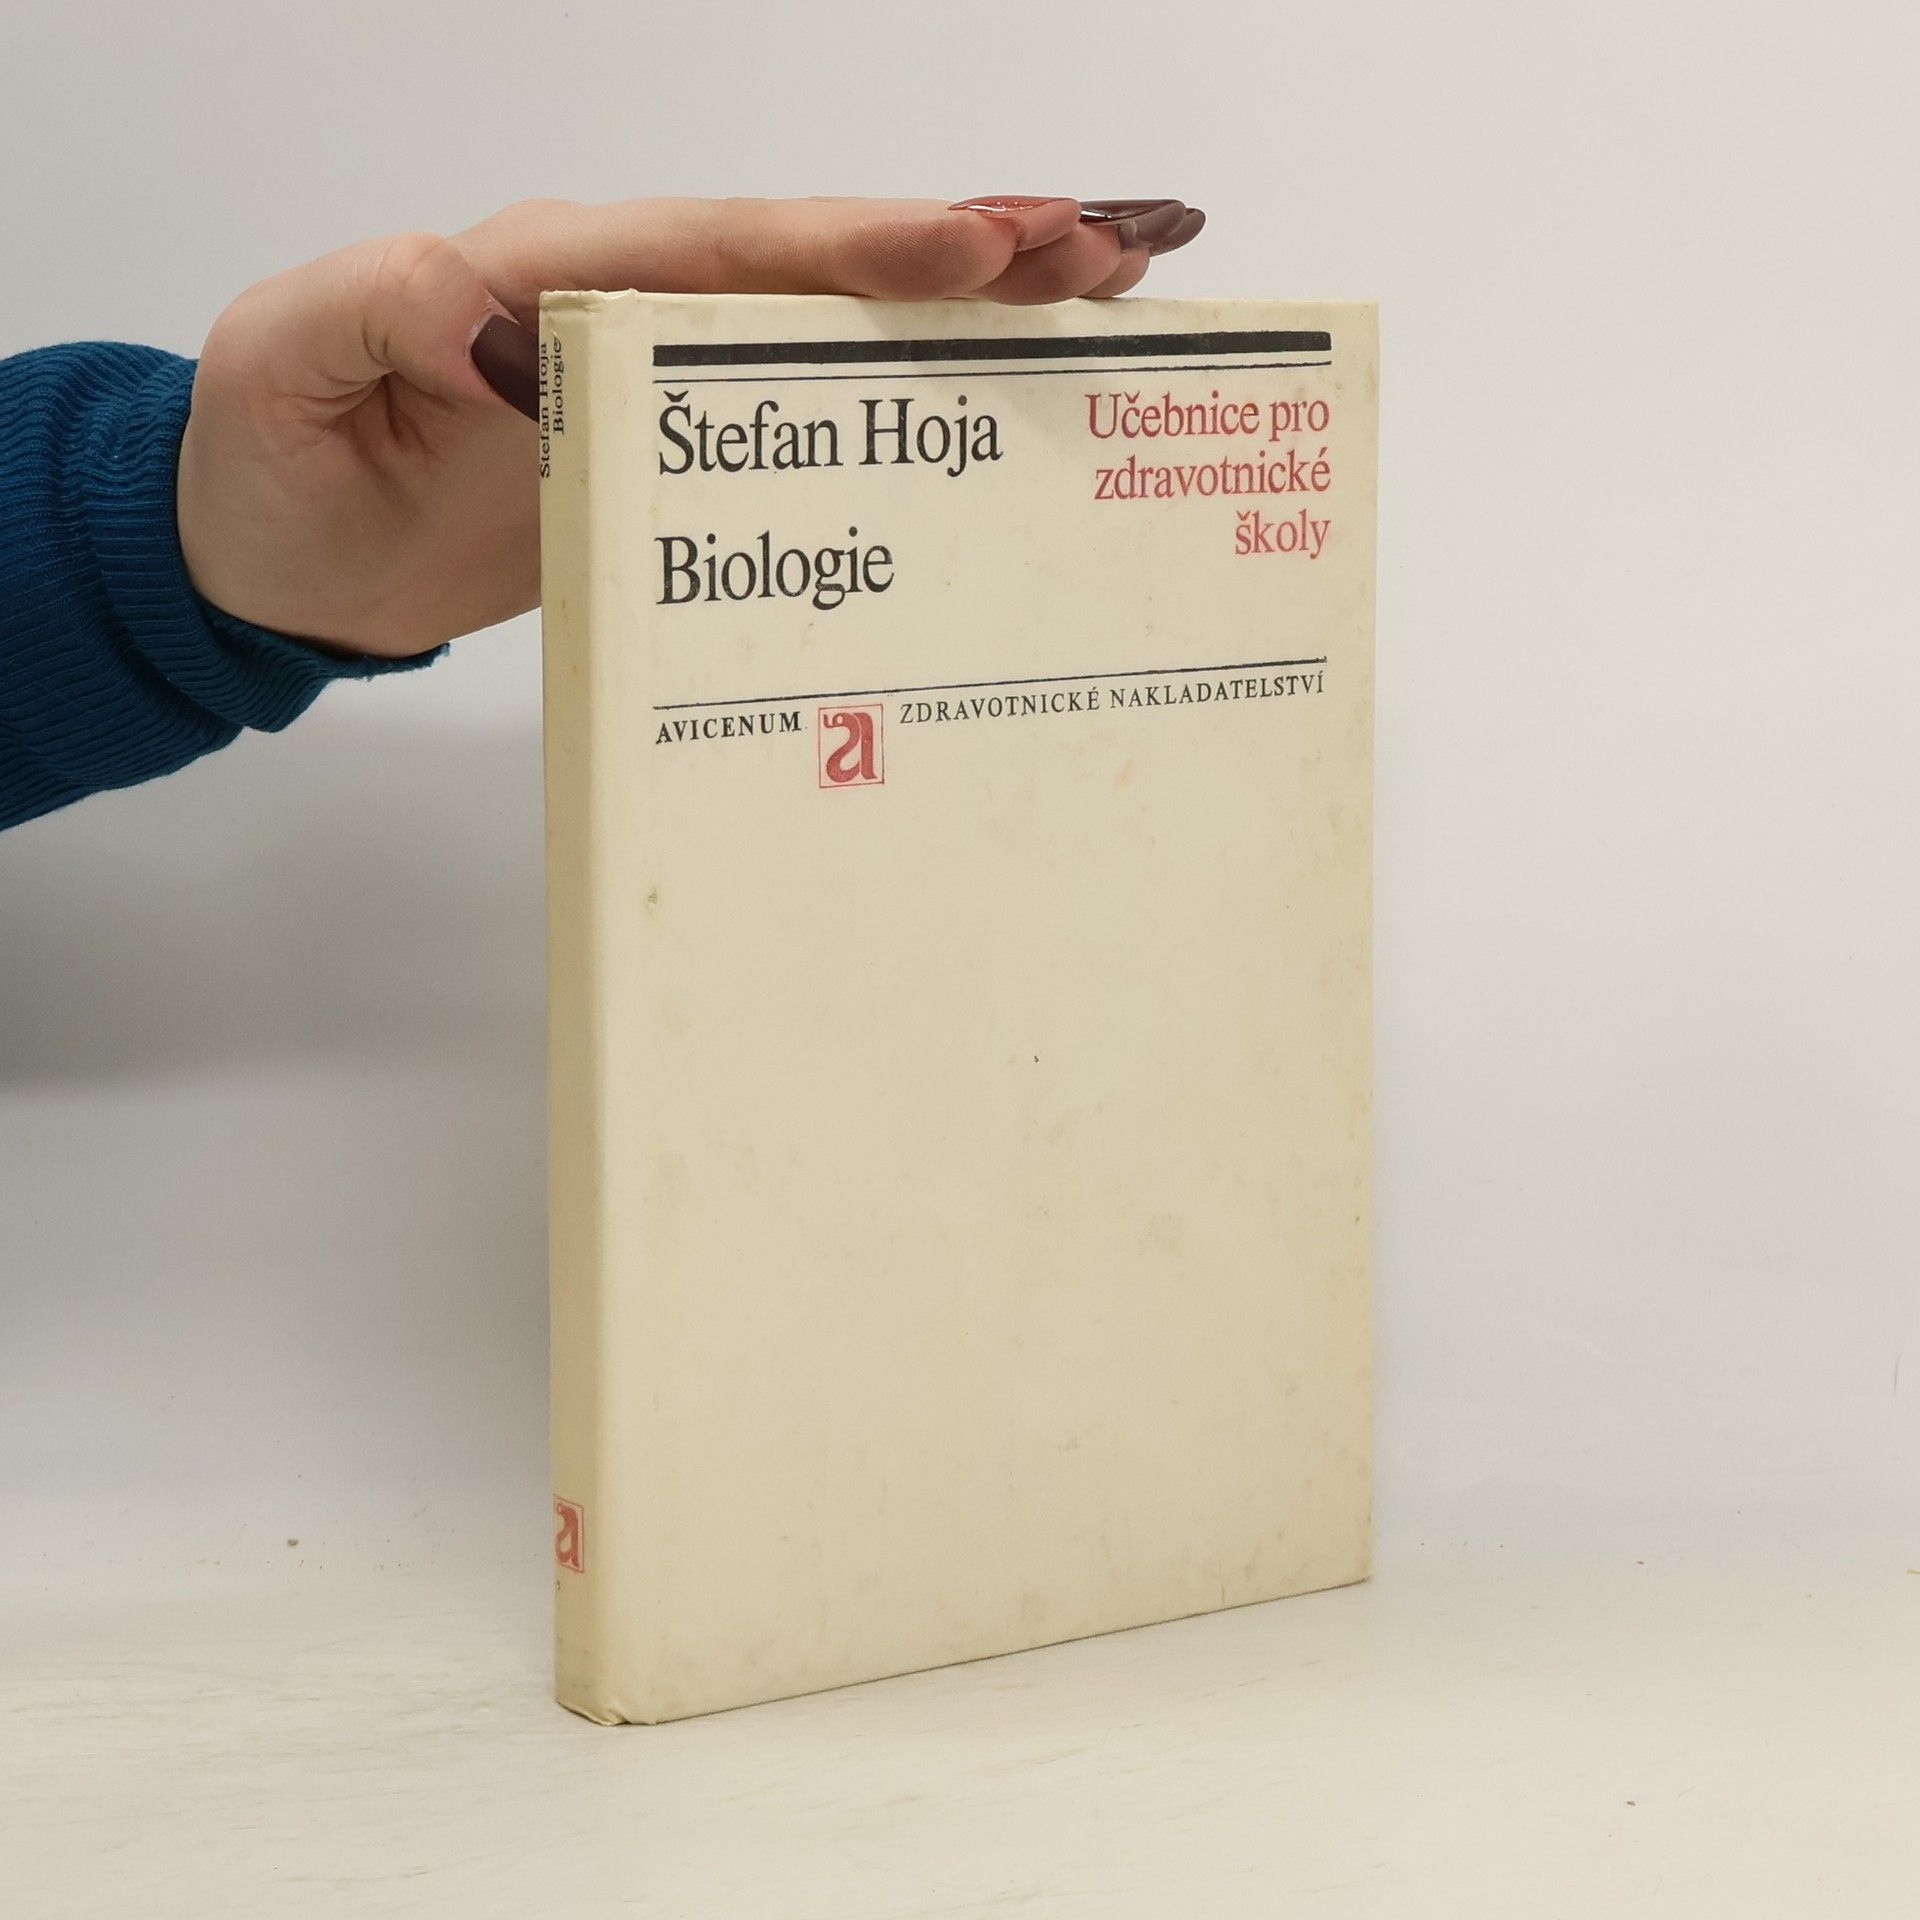 Štefan Hoja
Biologie
Štefan Hoja
Biologie
Učebnice pro
zdravotnické
školy
AVICENUM
a
ZDRAVOTNICKÉ NAKLADATELSTVÍ
a